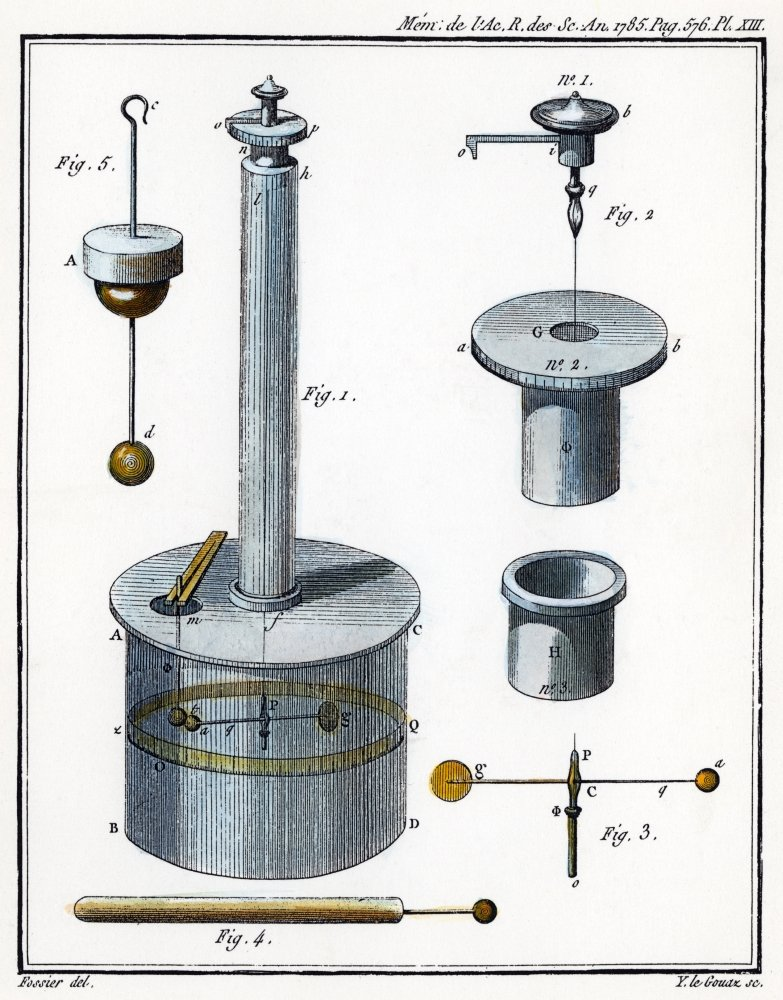 Mém: de l'Ac. R. des Sc. An. 1785. Pag. 576. Pl. XIII.
nº. 1.
c
o
p
b
n
o
i
Fig. 5.
h
q
l
Fig. 2
A
G
a
b
nº. 2.
Fig. 1.
d
Φ
m
f
A
C
H
Φ
nº 3.
P
t
z
a
q
g
Q
O
P
g
a
C
q
B
D
Φ
Fig. 3.
o
Fig. 4.
Fossier del.
Y. le Gouaz sc.